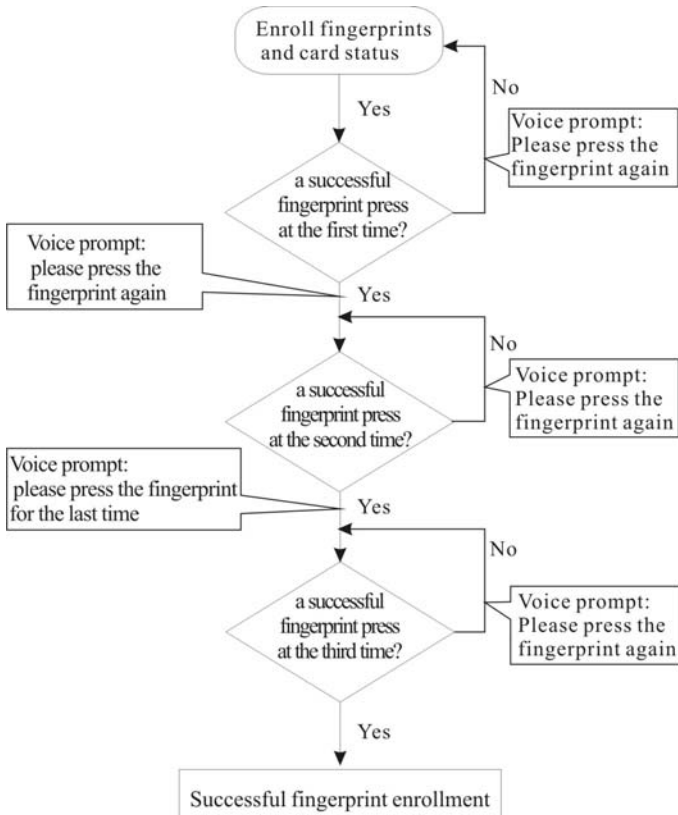 Enroll fingerprints
and card status
No
Yes
Voice prompt:
Please press the
fingerprint again
a successful
fingerprint press
at the first time?
Voice prompt:
please press the
fingerprint again
Yes
No
Voice prompt:
Please press the
fingerprint again
a successful
fingerprint press
at the second time?
Voice prompt:
please press the fingerprint
for the last time
Yes
No
Voice prompt:
Please press the
fingerprint again
a successful
fingerprint press
at the third time?
Yes
Successful fingerprint enrollment